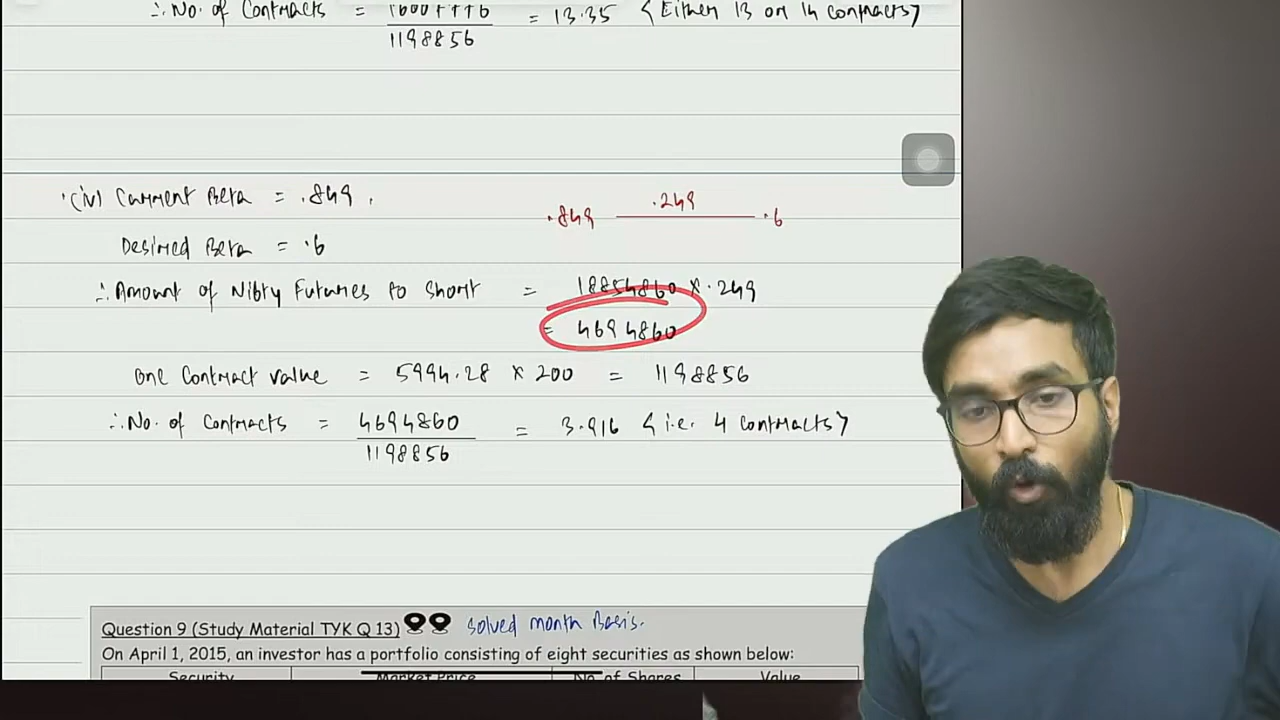 ∴ No. of Contracts = = 13.35 {Either 13 or 14 contracts}
1198856
(iv) Current Beta = .849.
.849 .249 .6
Desired Beta = .6
∴ Amount of Nifty Futures to short = 18854860 × .249
= 4694860
One Contract value = 5994.28 × 200 = 1198856
∴ No. of Contracts = 4694860 = 3.916 {i.e. 4 contracts}
1198856
Question 9 (Study Material TYK Q 13) Solved month Basis.
On April 1, 2015, an investor has a portfolio consisting of eight securities as shown below:
Security Market Price No. of Shares Value